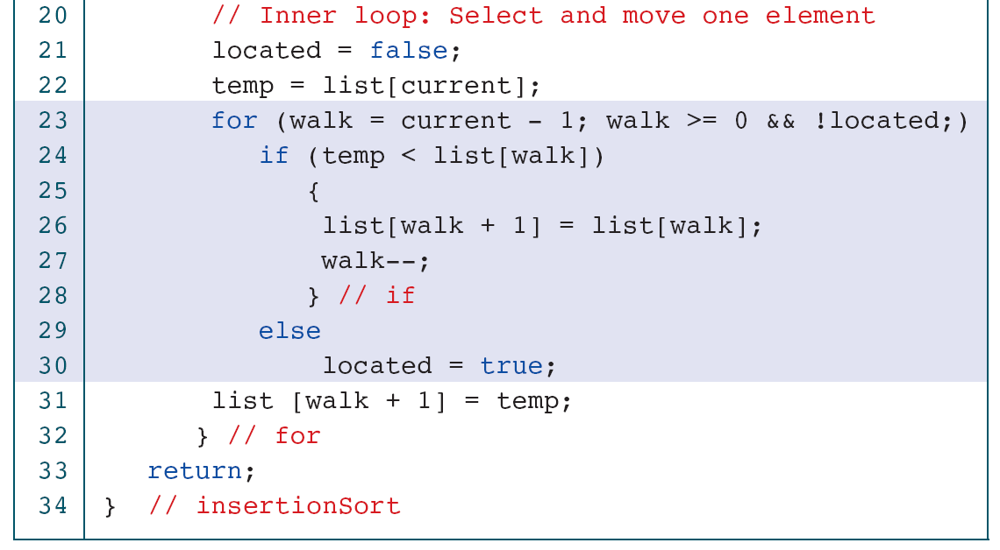 20 // Inner loop: Select and move one element
21 located = false;
22 temp = list[current];
23 for (walk = current - 1; walk >= 0 && !located;)
24 if (temp < list[walk])
25 {
26 list[walk + 1] = list[walk];
27 walk--;
28 } // if
29 else
30 located = true;
31 list [walk + 1] = temp;
32 } // for
33 return;
34 } // insertionSort